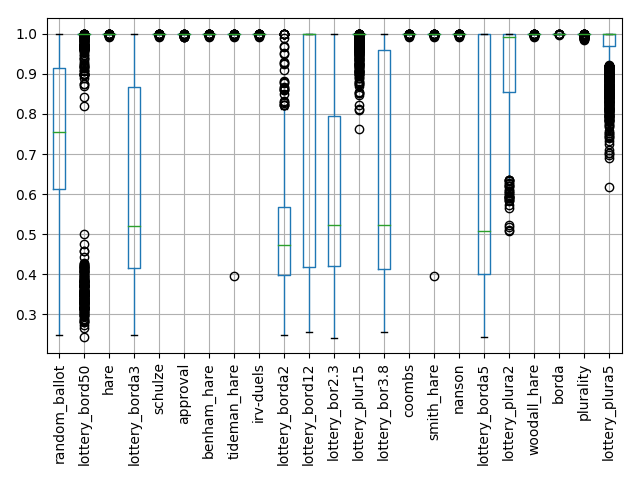 1.0
0.9
0.8
0.7
0.6
0.5
0.4
0.3
random_ballot
lottery_bord50
hare
lottery_borda3
schulze
approval
benham_hare
tideman_hare
irv-duels
lottery_borda2
lottery_bord12
lottery_bor2.3
lottery_plur15
lottery_bor3.8
coombs
smith_hare
nanson
lottery_borda5
lottery_plura2
woodall_hare
borda
plurality
lottery_plura5